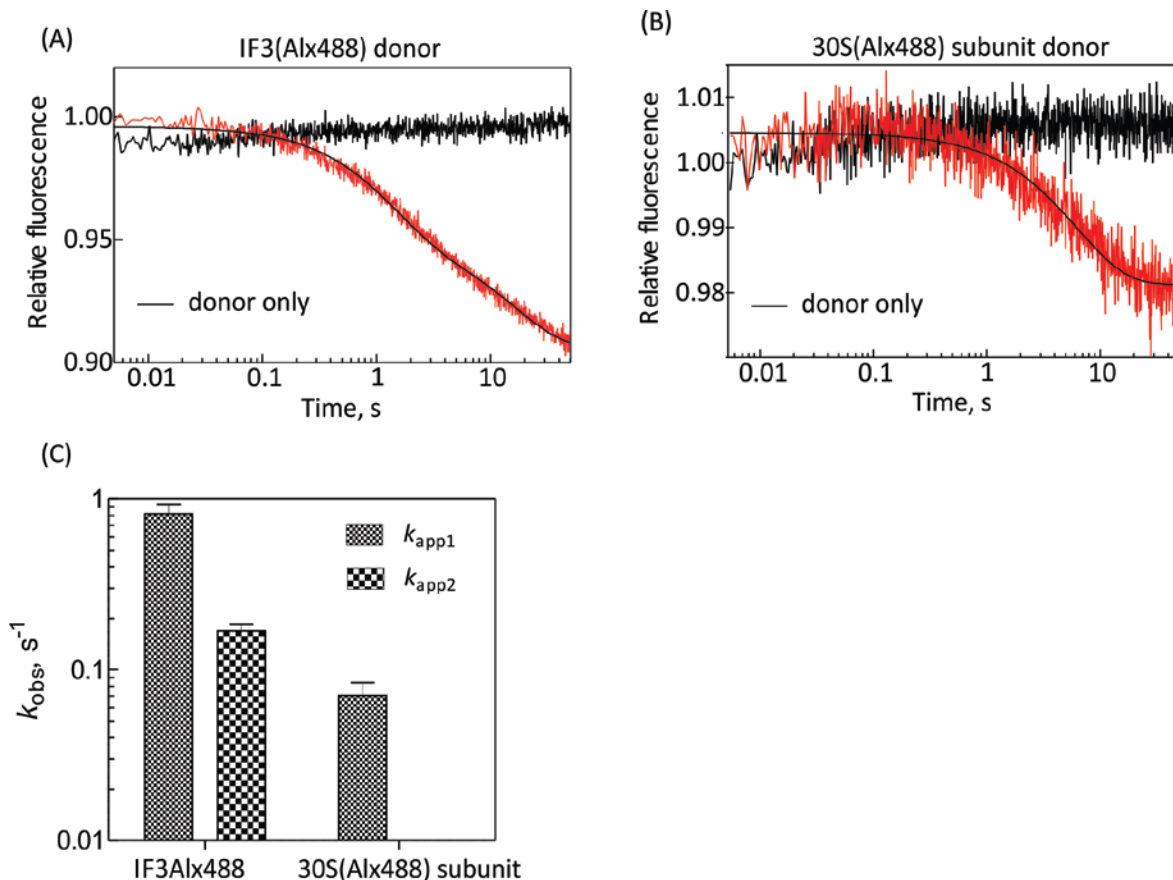 (A)
IF3(Alx488) donor
Relative fluorescence
1.00
0.95
0.90
donor only
0.01 0.1 1 10
Time, s
(B)
30S(Alx488) subunit donor
Relative fluorescence
1.01
1.00
0.99
0.98
donor only
0.01 0.1 1 10
Time, s
(C)
kobs, s-1
1
0.1
0.01
kapp1
kapp2
IF3Alx488 30S(Alx488) subunit